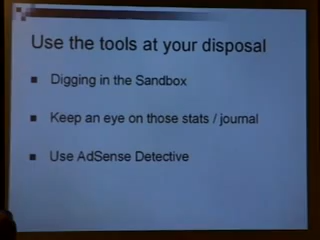 Use the tools at your disposal
Digging in the Sandbox
Keep an eye on those stats / journal
Use AdSense Detective